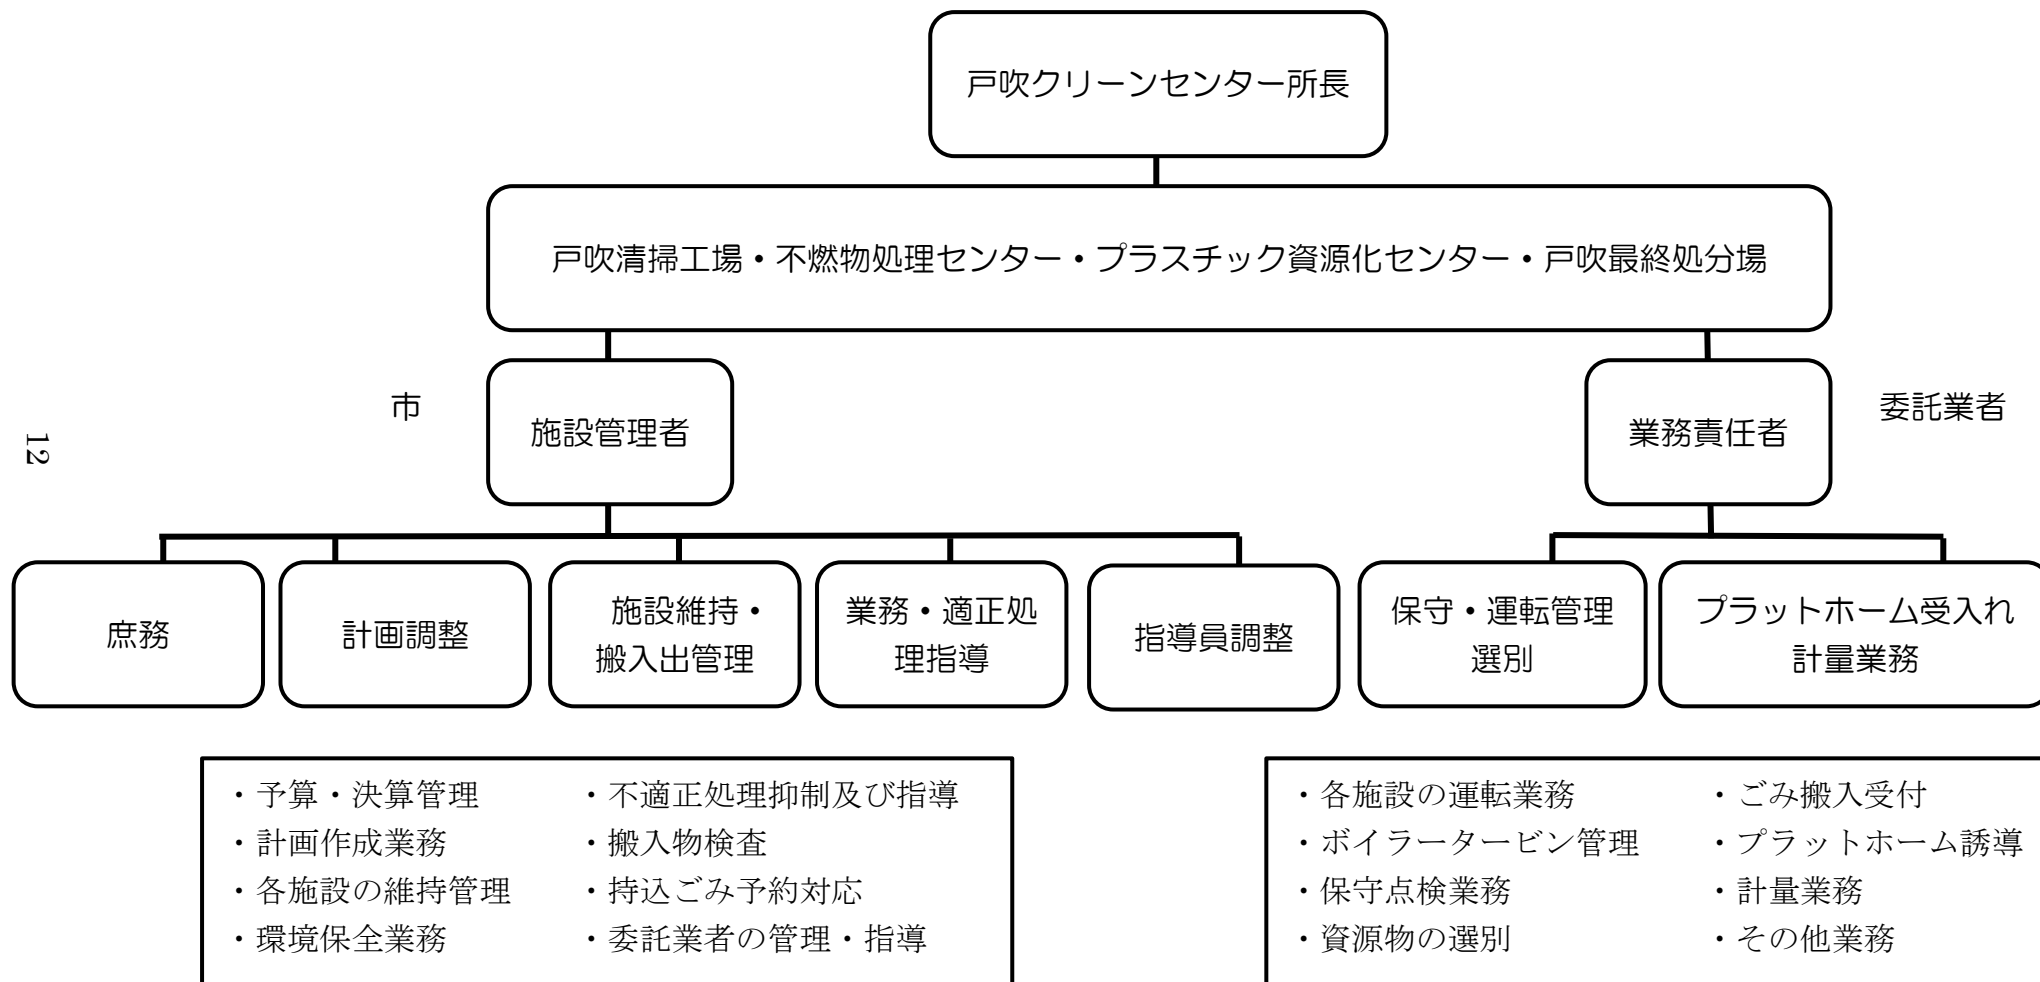 戸吹クリーンセンター所長
戸吹清掃工場・不燃物処理センター・プラスチック資源化センター・戸吹最終処分場
市
施設管理者
業務責任者
委託業者
12
庶務
計画調整
施設維持・
搬入出管理
業務・適正処
理指導
指導員調整
保守・運転管理
選別
プラットホーム受入れ
計量業務
・予算・決算管理
・計画作成業務
・各施設の維持管理
・環境保全業務
・不適正処理抑制及び指導
・搬入物検査
・持込ごみ予約対応
・委託業者の管理・指導
・各施設の運転業務
・ボイラータービン管理
・保守点検業務
・資源物の選別
・ごみ搬入受付
・プラットホーム誘導
・計量業務
・その他業務